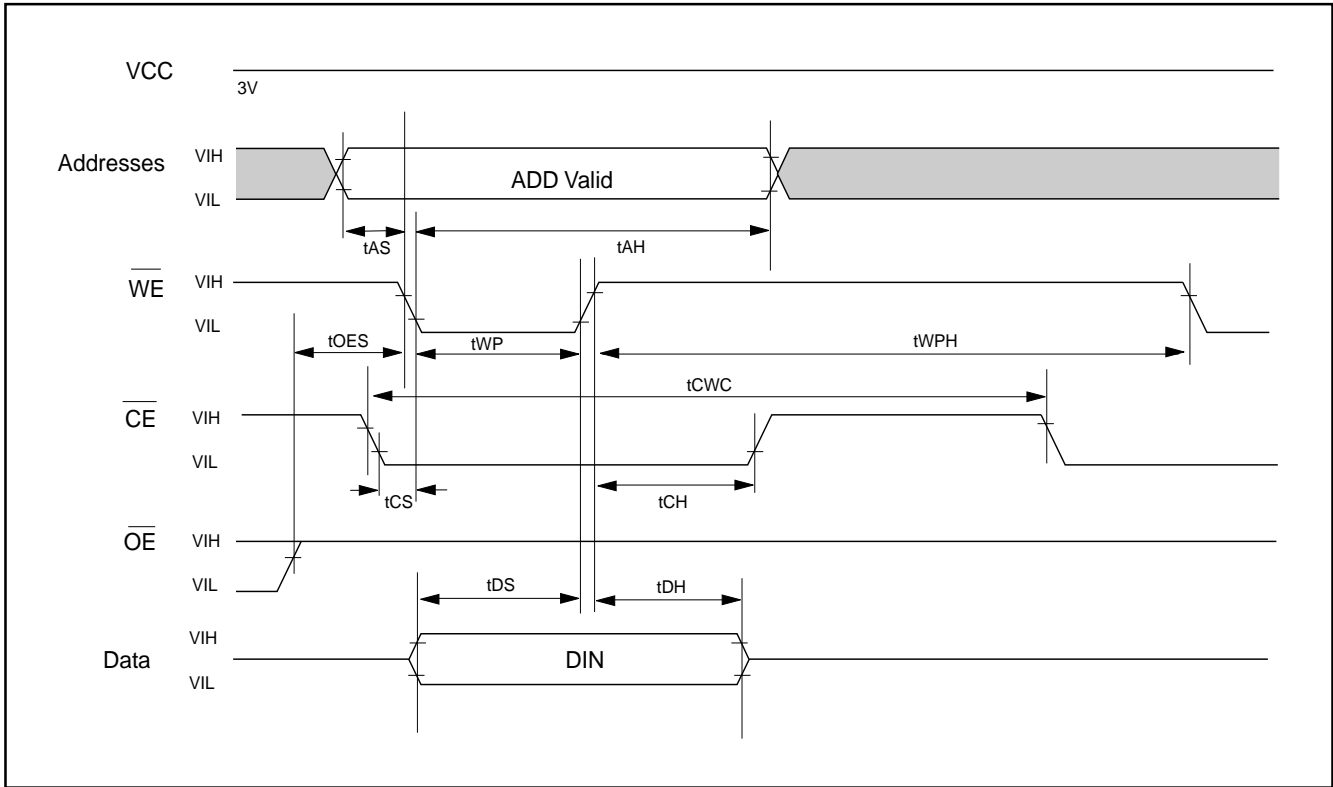 VCC
3V
Addresses
VIH
VIL
ADD Valid
tAS
tAH
WE
VIH
VIL
tOES
tWP
tWPH
tCWC
CE
VIH
VIL
tCS
tCH
OE
VIH
VIL
tDS
tDH
Data
VIH
VIL
DIN